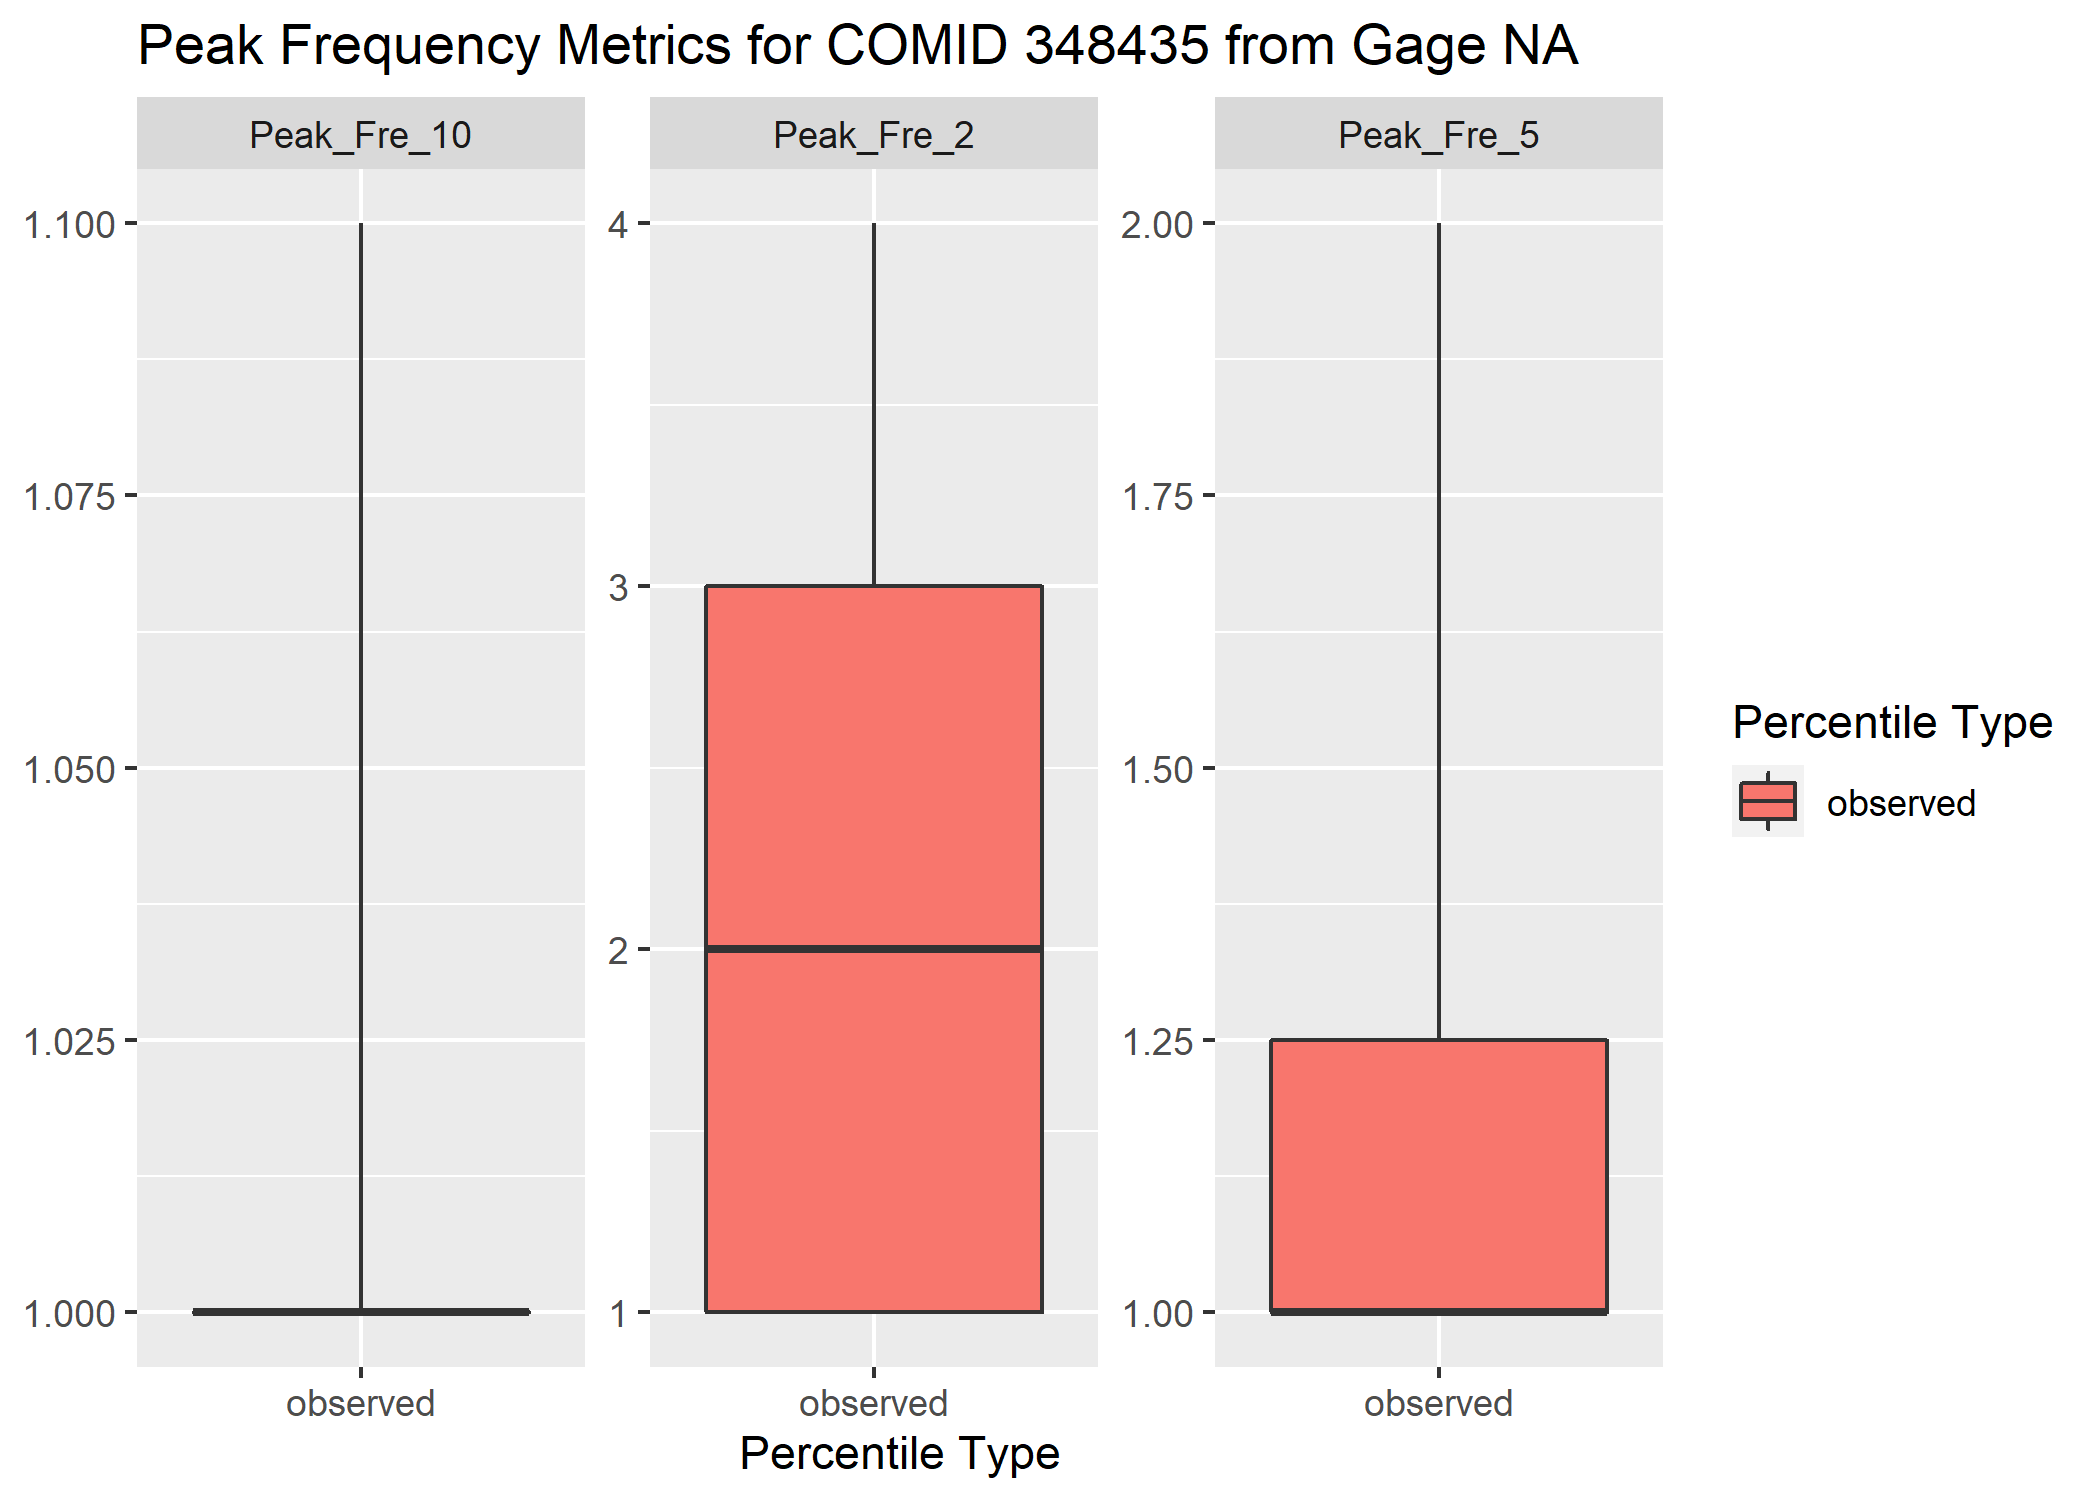 Peak Frequency Metrics for COMID 348435 from Gage NA
Peak_Fre_10
1.100
1.075
1.050
1.025
1.000
observed
Peak_Fre_2
4
3
2
1
observed
Peak_Fre_5
2.00
1.75
1.50
1.25
1.00
observed
Percentile Type
Percentile Type
observed